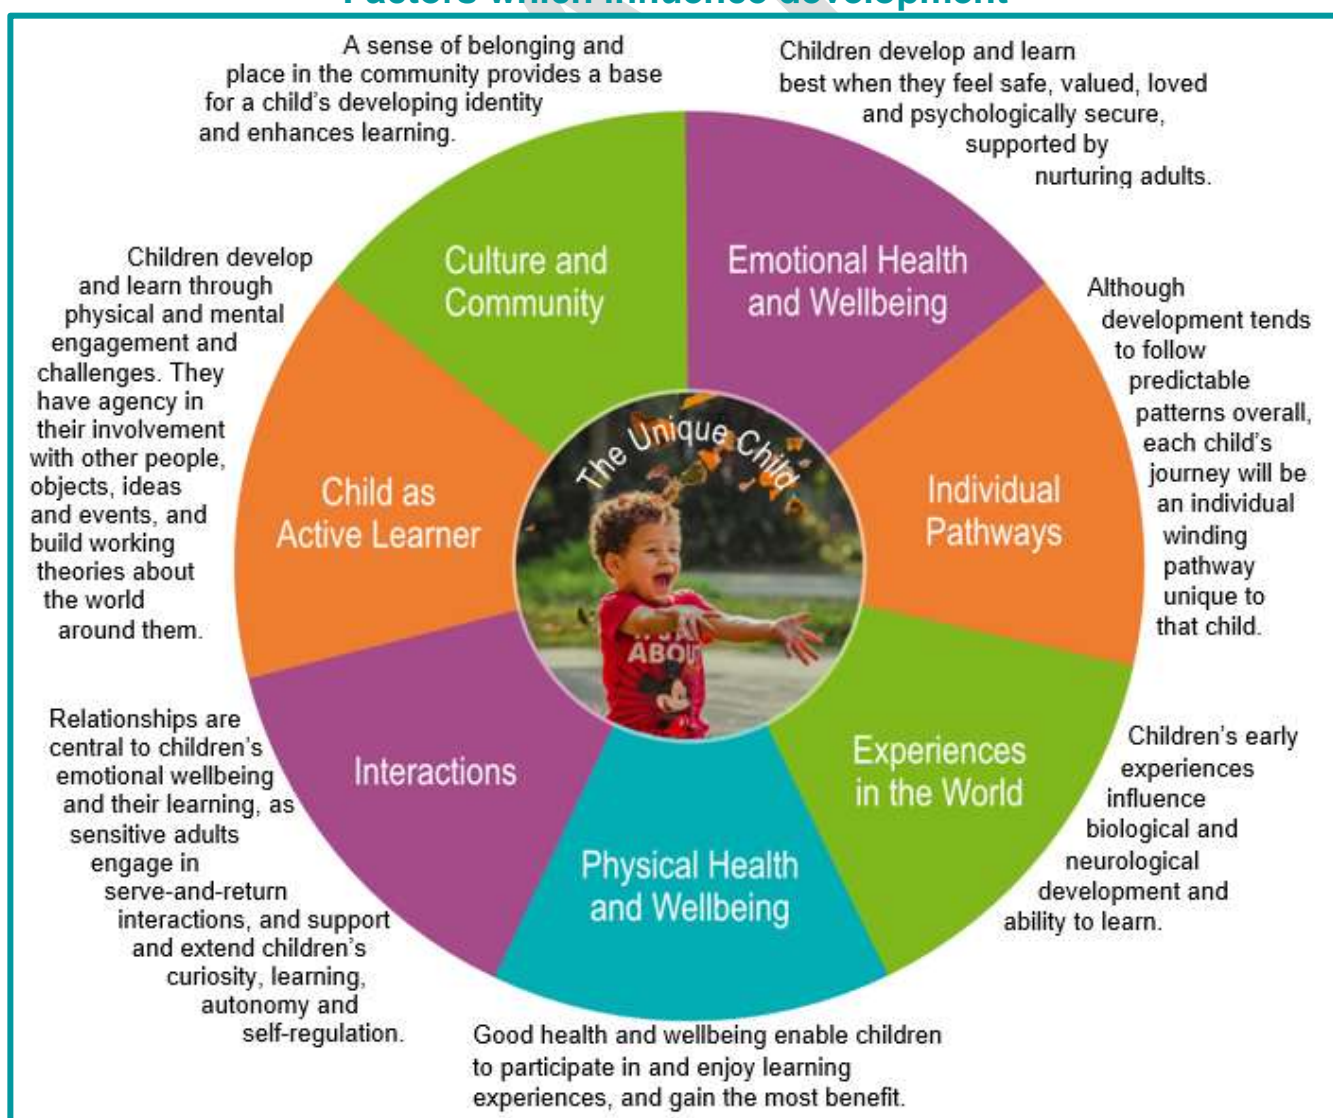 Factors which influence development
A sense of belonging and
place in the community provides a base
for a child's developing identity
and enhances learning.
Children develop and learn
best when they feel safe, valued, loved
and psychologically secure,
supported by
nurturing adults.
Culture and
Community
Emotional Health
and Wellbeing
Children develop
and learn through
physical and mental
engagement and
challenges. They
have agency in
their involvement
with other people,
objects, ideas
and events, and
build working
theories about
the world
around them.
Although
development tends
to follow
predictable
patterns overall,
each child's
journey will be
an individual
winding
pathway
unique to
that child.
The Unique Child
Child as
Active Learner
Individual
Pathways
ABOU
Relationships are
central to children's
emotional wellbeing
and their learning, as
sensitive adults
engage in
serve-and-return
interactions, and support
and extend children's
curiosity, learning,
autonomy and
self-regulation.
Interactions
Experiences
in the World
Children's early
experiences
influence
biological and
neurological
development and
ability to learn.
Physical Health
and Wellbeing
Good health and wellbeing enable children
to participate in and enjoy learning
experiences, and gain the most benefit.